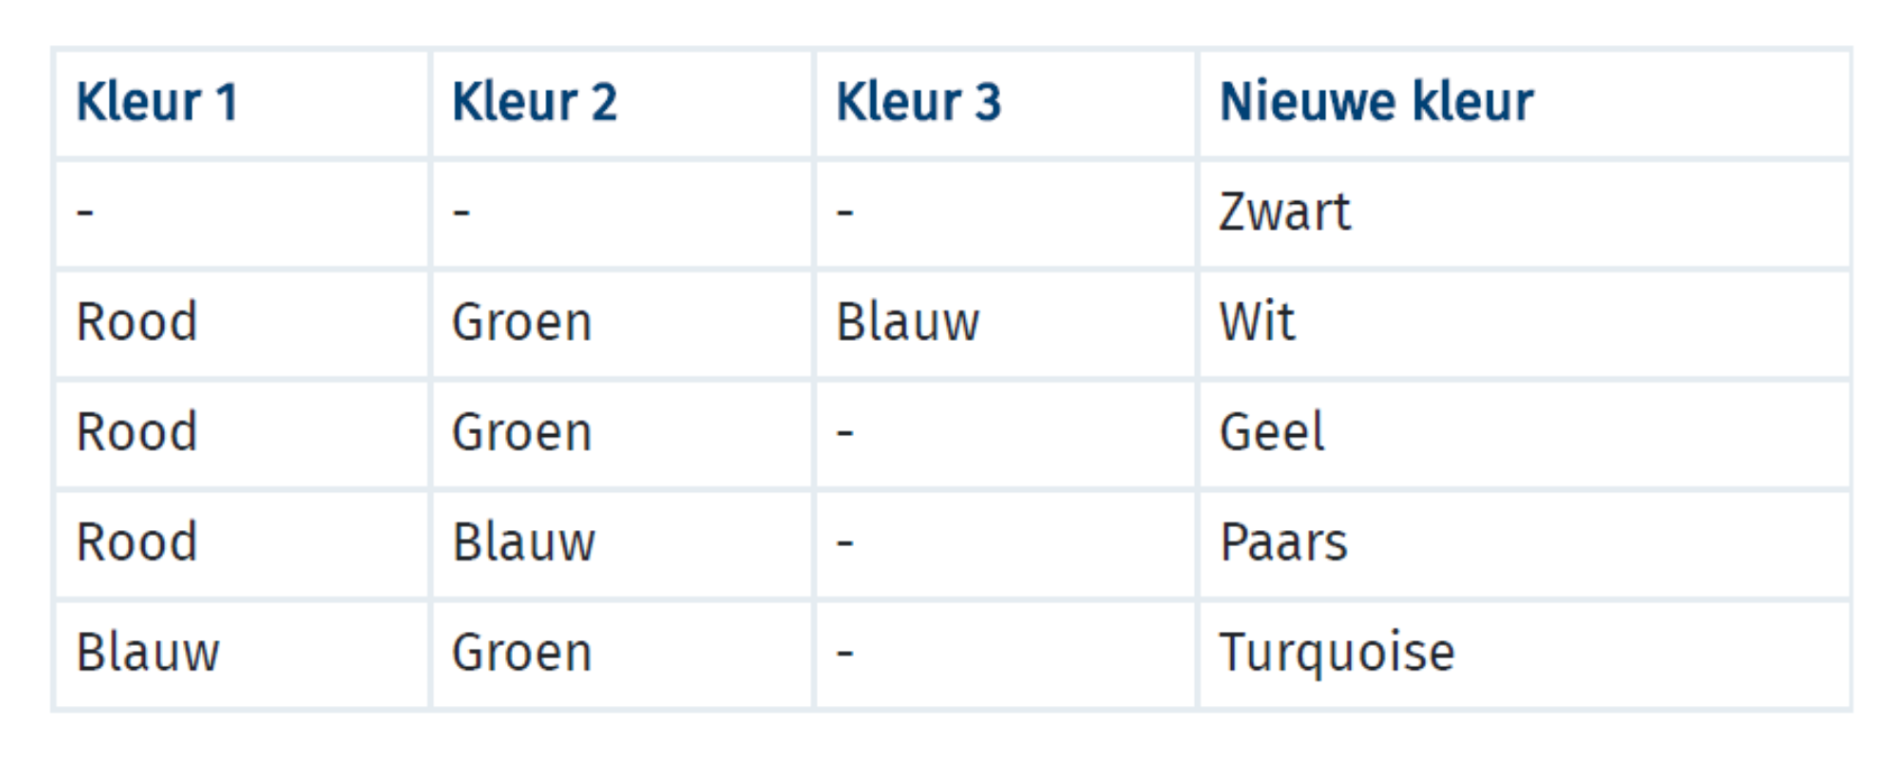 Kleur 1 Kleur 2 Kleur 3 Nieuwe kleur
- - - Zwart
Rood Groen Blauw Wit
Rood Groen - Geel
Rood Blauw - Paars
Blauw Groen - Turquoise